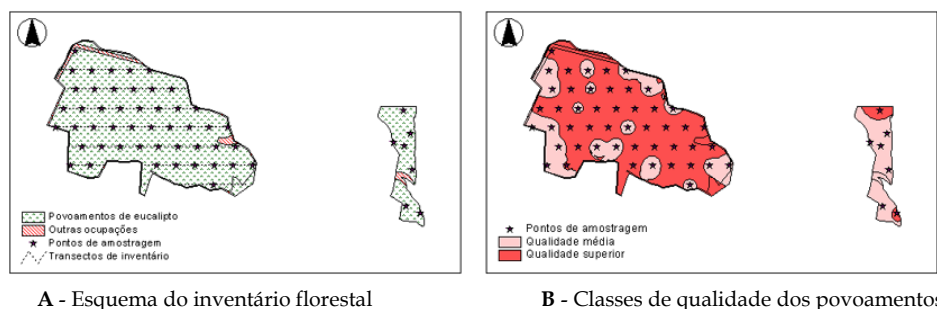 Povoamentos de eucalipto
Outras ocupações
Pontos de amostragem
Transectos de inventário
Pontos de amostragem
Qualidade média
Qualidade superior
A - Esquema do inventário florestal
B - Classes de qualidade dos povoamentos